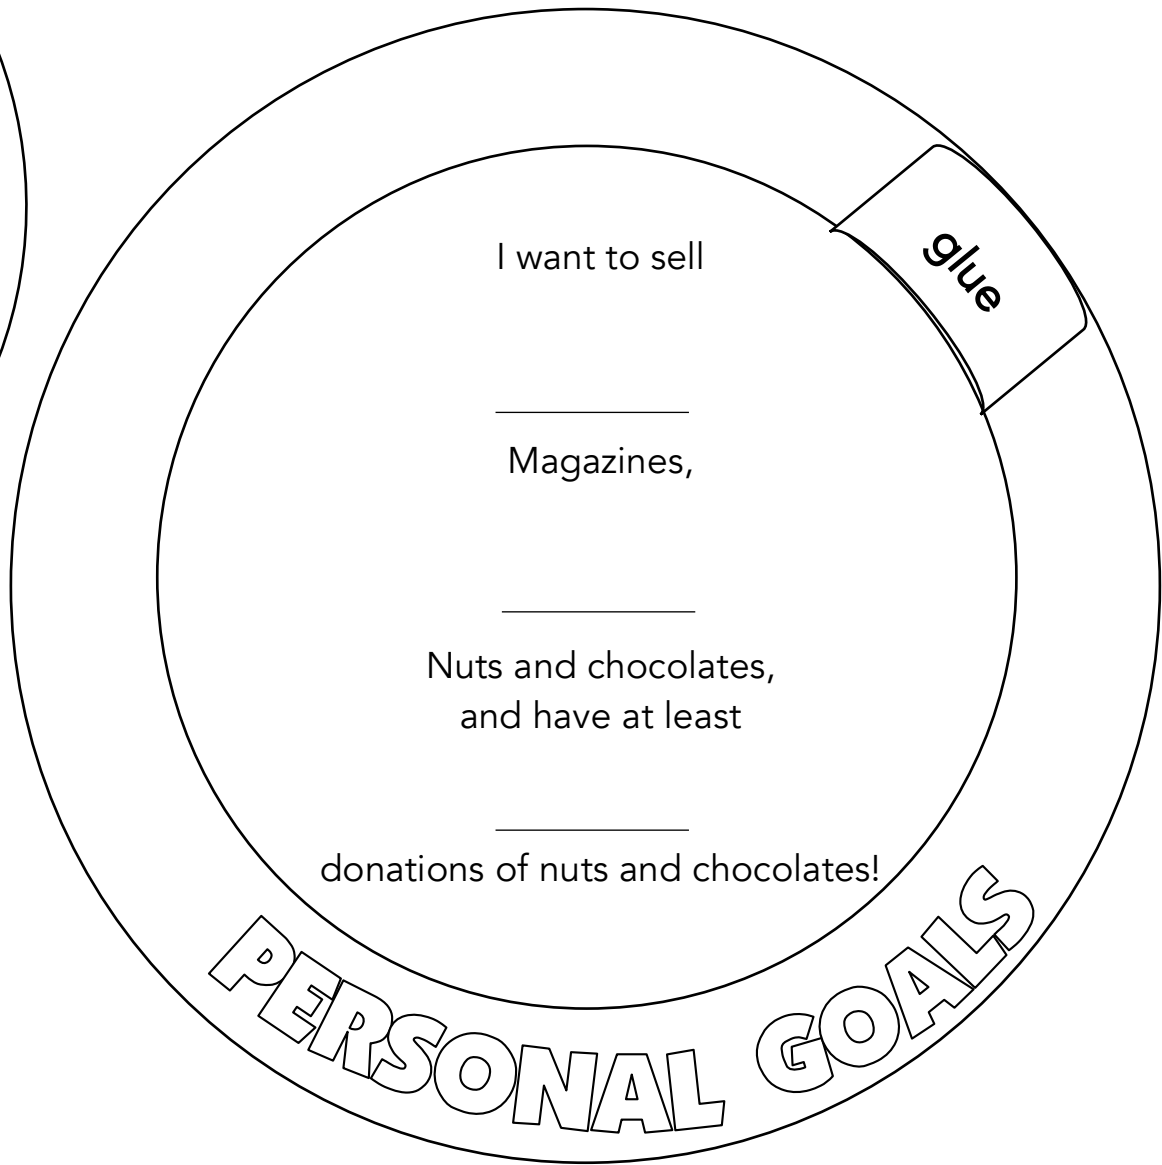 glue
I want to sell
Magazines,
Nuts and chocolates,
and have at least
donations of nuts and chocolates!
PERSONAL GOALS